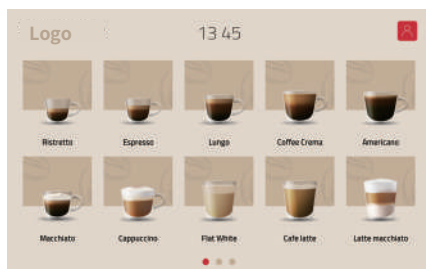 Logo
13 45
Ristretto
Espresso
Lungo
Coffee Crema
Americano
Macchiato
Cappuccino
Flat White
Cafe latte
Latte macchiato